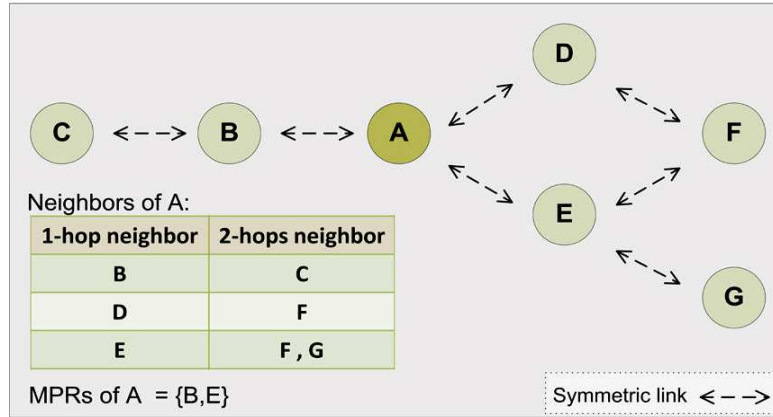 D
C B A F
E
G
Neighbors of A:
1-hop neighbor 2-hops neighbor
B C
D F
E F , G
MPRs of A = {B,E}
Symmetric link